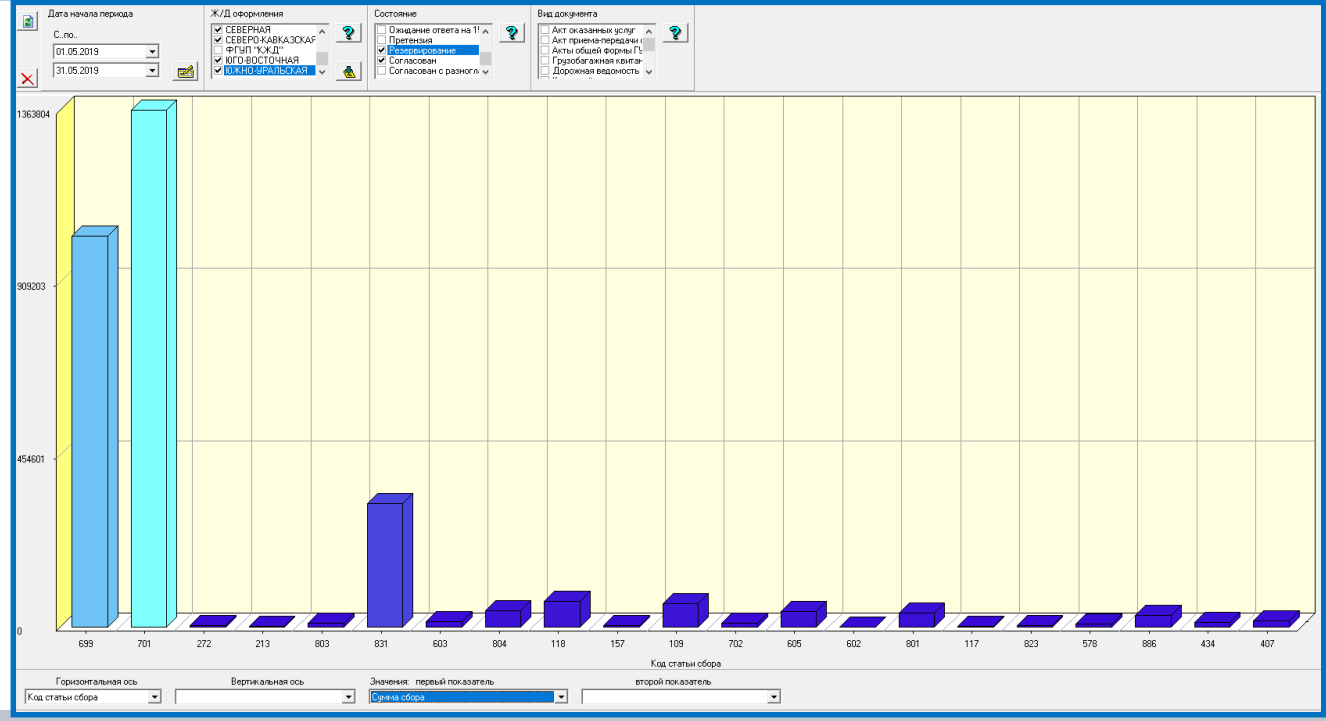 Дата начала периода
С..по..
01.05.2019
31.05.2019
Ж/Д оформления
СЕВЕРНАЯ
СЕВЕРО-КАВКАЗСКАЯ
ФГУП "КЖД"
ЮГО-ВОСТОЧНАЯ
ЮЖНО-УРАЛЬСКАЯ
Состояние
Ожидание ответа на
Претензия
Резервирование
Согласован
Согласован с разногл
Вид документа
Акт оказанных услуг
Акт приема-передачи
Акты общей формы ГУ
Грузобагажная квитан
Дорожная ведомость
1363804
909203
454601
0
699 701 272 213 803 831 603 804 118 157 109 702 605 602 801 117 823 578 886 434 407
Код статьи сбора
Горизонтальная ось
Вертикальная ось
Значения: первый показатель
второй показатель
Код статьи сбора
Сумма сбора